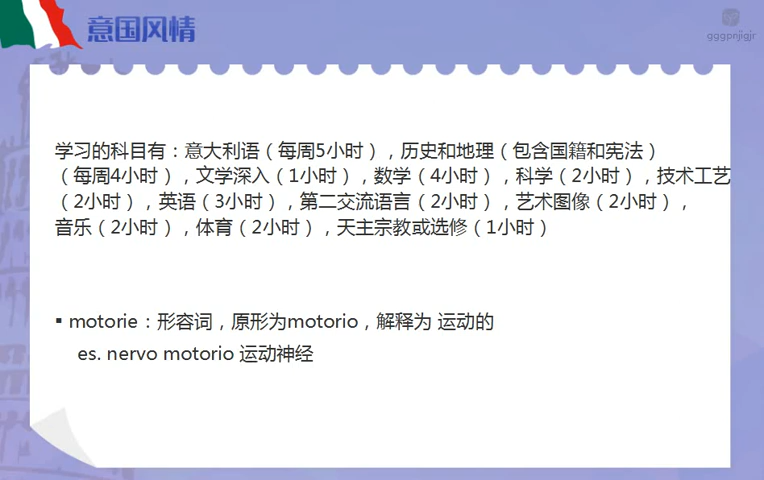 意国风情
gggpnjigjr
学习的科目有：意大利语（每周5小时），历史和地理（包含国籍和宪法）
（每周4小时），文学深入（1小时），数学（4小时），科学（2小时），技术工艺
（2小时），英语（3小时），第二交流语言（2小时），艺术图像（2小时），
音乐（2小时），体育（2小时），天主宗教或选修（1小时）
▪ motorie：形容词，原形为motorio，解释为 运动的
es. nervo motorio 运动神经